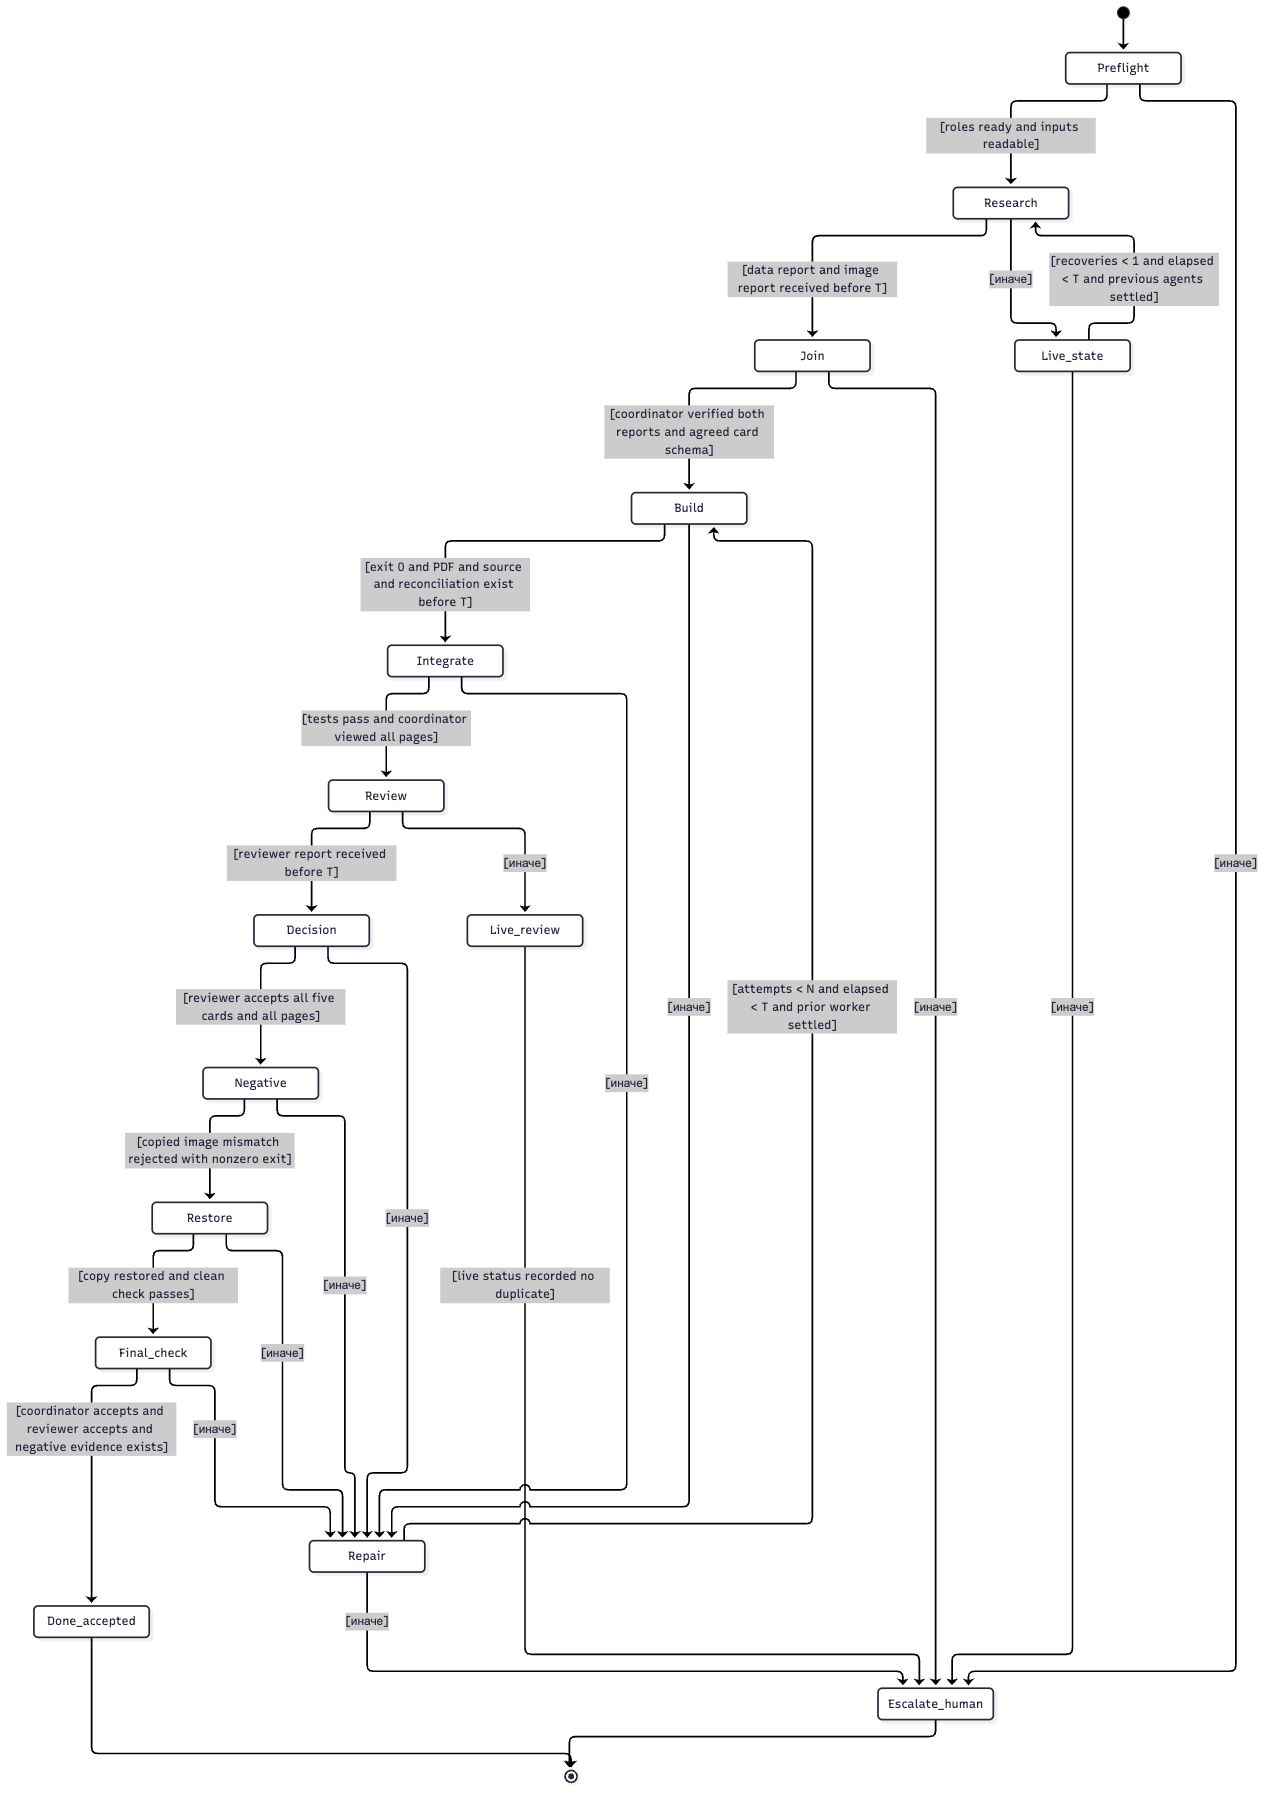 Preflight
[roles ready and inputs
readable]
Research
[data report and image
report received before T]
[иначе]
[recoveries < 1 and elapsed
< T and previous agents
settled]
Join
Live_state
[coordinator verified both
reports and agreed card
schema]
Build
[exit 0 and PDF and source
and reconciliation exist
before T]
Integrate
[tests pass and coordinator
viewed all pages]
Review
[reviewer report received
before T]
[иначе]
[иначе]
Decision
Live_review
[reviewer accepts all five
cards and all pages]
[иначе]
[attempts < N and elapsed
< T and prior worker
settled]
[иначе]
[иначе]
Negative
[иначе]
[copied image mismatch
rejected with nonzero exit]
Restore
[иначе]
[copy restored and clean
check passes]
[иначе]
[live status recorded no
duplicate]
Final_check
[иначе]
[coordinator accepts and
reviewer accepts and
negative evidence exists]
[иначе]
Repair
Done_accepted
[иначе]
Escalate_human